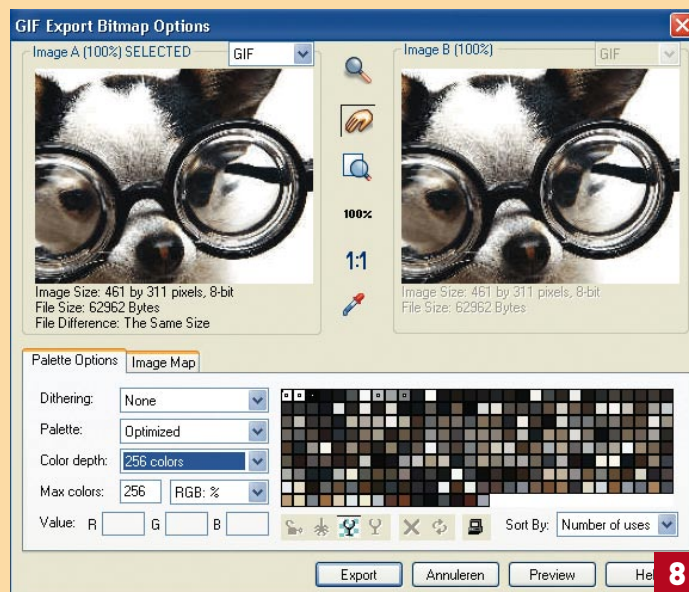 GIF Export Bitmap Options
Image A (100%) SELECTED
GIF
Image B (100%)
GIF
100%
1:1
Image Size: 461 by 311 pixels, 8-bit
File Size: 62962 Bytes
File Difference: The Same Size
Image Size: 461 by 311 pixels, 8-bit
File Size: 62962 Bytes
Palette Options
Image Map
Dithering: None
Palette: Optimized
Color depth: 256 colors
Max colors: 256 RGB: %
Value: R G B
Sort By: Number of uses
Export
Annuleren
Preview
Hel
8